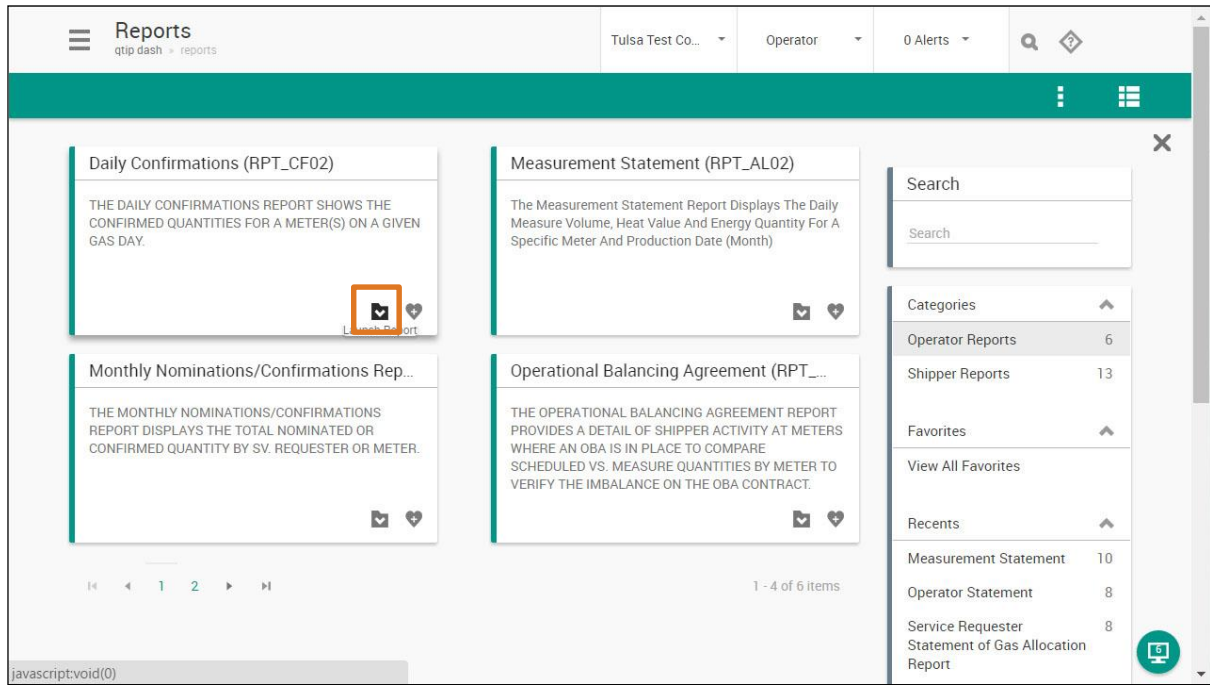 Reports
qtip dash » reports
Tulsa Test Co...
Operator
0 Alerts
?
Daily Confirmations (RPT_CF02)
THE DAILY CONFIRMATIONS REPORT SHOWS THE
CONFIRMED QUANTITIES FOR A METER(S) ON A GIVEN
GAS DAY.
Launch Report
Measurement Statement (RPT_AL02)
The Measurement Statement Report Displays The Daily
Measure Volume, Heat Value And Energy Quantity For A
Specific Meter And Production Date (Month)
Monthly Nominations/Confirmations Rep...
THE MONTHLY NOMINATIONS/CONFIRMATIONS
REPORT DISPLAYS THE TOTAL NOMINATED OR
CONFIRMED QUANTITY BY SV. REQUESTER OR METER.
Operational Balancing Agreement (RPT_...
THE OPERATIONAL BALANCING AGREEMENT REPORT
PROVIDES A DETAIL OF SHIPPER ACTIVITY AT METERS
WHERE AN OBA IS IN PLACE TO COMPARE
SCHEDULED VS. MEASURE QUANTITIES BY METER TO
VERIFY THE IMBALANCE ON THE OBA CONTRACT.
1 2
1 - 4 of 6 items
Search
Search
Categories
Operator Reports 6
Shipper Reports 13
Favorites
View All Favorites
Recents
Measurement Statement 10
Operator Statement 8
Service Requester 8
Statement of Gas Allocation
Report
6
javascript:void(0)